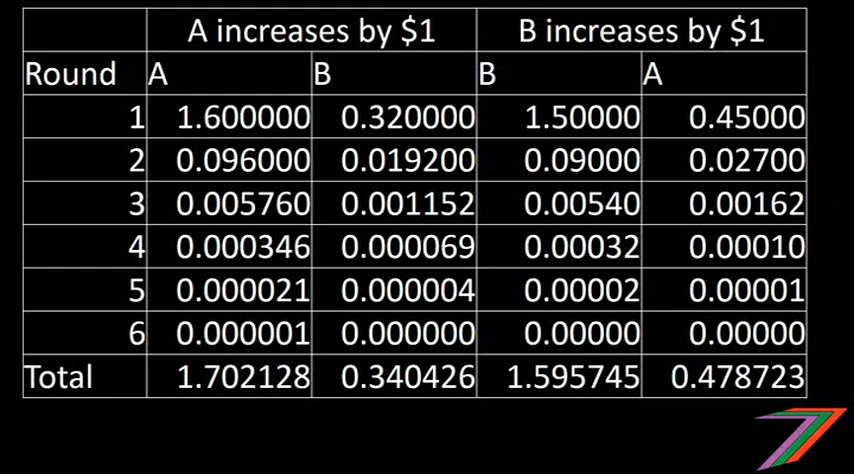 A increases by $1 B increases by $1
Round A B B A
1 1.600000 0.320000 1.50000 0.45000
2 0.096000 0.019200 0.09000 0.02700
3 0.005760 0.001152 0.00540 0.00162
4 0.000346 0.000069 0.00032 0.00010
5 0.000021 0.000004 0.00002 0.00001
6 0.000001 0.000000 0.00000 0.00000
Total 1.702128 0.340426 1.595745 0.478723